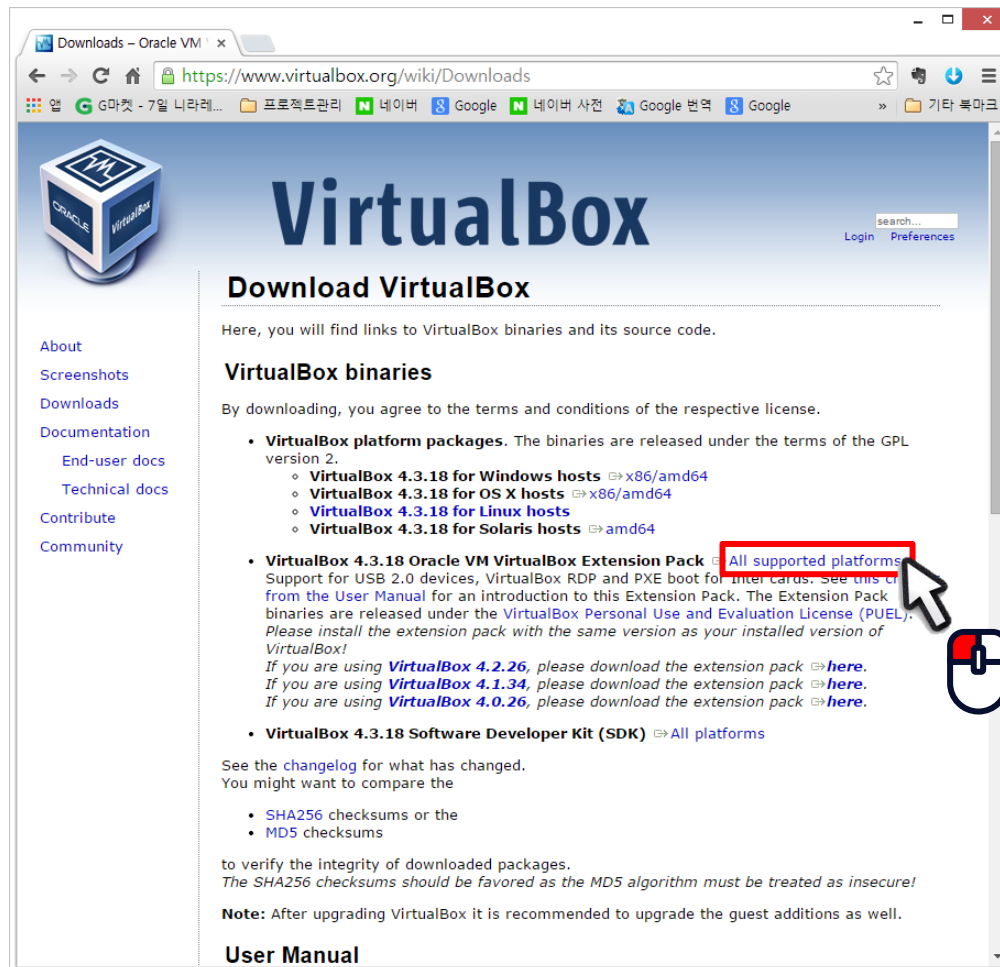 Downloads – Oracle VM
https://www.virtualbox.org/wiki/Downloads
앱 G마켓 - 7일 니라레... 프로젝트관리 네이버 Google 네이버 사전 Google 번역 Google » 기타 북마크
ORACLE VM VirtualBox
VirtualBox
search...
Login Preferences
About
Screenshots
Downloads
Documentation
End-user docs
Technical docs
Contribute
Community
Download VirtualBox
Here, you will find links to VirtualBox binaries and its source code.
VirtualBox binaries
By downloading, you agree to the terms and conditions of the respective license.
• VirtualBox platform packages. The binaries are released under the terms of the GPL
version 2.
VirtualBox 4.3.18 for Windows hosts x86/amd64
VirtualBox 4.3.18 for OS X hosts x86/amd64
VirtualBox 4.3.18 for Linux hosts
VirtualBox 4.3.18 for Solaris hosts amd64
• VirtualBox 4.3.18 Oracle VM VirtualBox Extension Pack All supported platforms
Support for USB 2.0 devices, VirtualBox RDP and PXE boot for Intel cards. See this
from the User Manual for an introduction to this Extension Pack. The Extension Pack
binaries are released under the VirtualBox Personal Use and Evaluation License (PUEL).
Please install the extension pack with the same version as your installed version of
VirtualBox!
If you are using VirtualBox 4.2.26, please download the extension pack here.
If you are using VirtualBox 4.1.34, please download the extension pack here.
If you are using VirtualBox 4.0.26, please download the extension pack here.
• VirtualBox 4.3.18 Software Developer Kit (SDK) All platforms
See the changelog for what has changed.
You might want to compare the
• SHA256 checksums or the
• MD5 checksums
to verify the integrity of downloaded packages.
The SHA256 checksums should be favored as the MD5 algorithm must be treated as insecure!
Note: After upgrading VirtualBox it is recommended to upgrade the guest additions as well.
User Manual